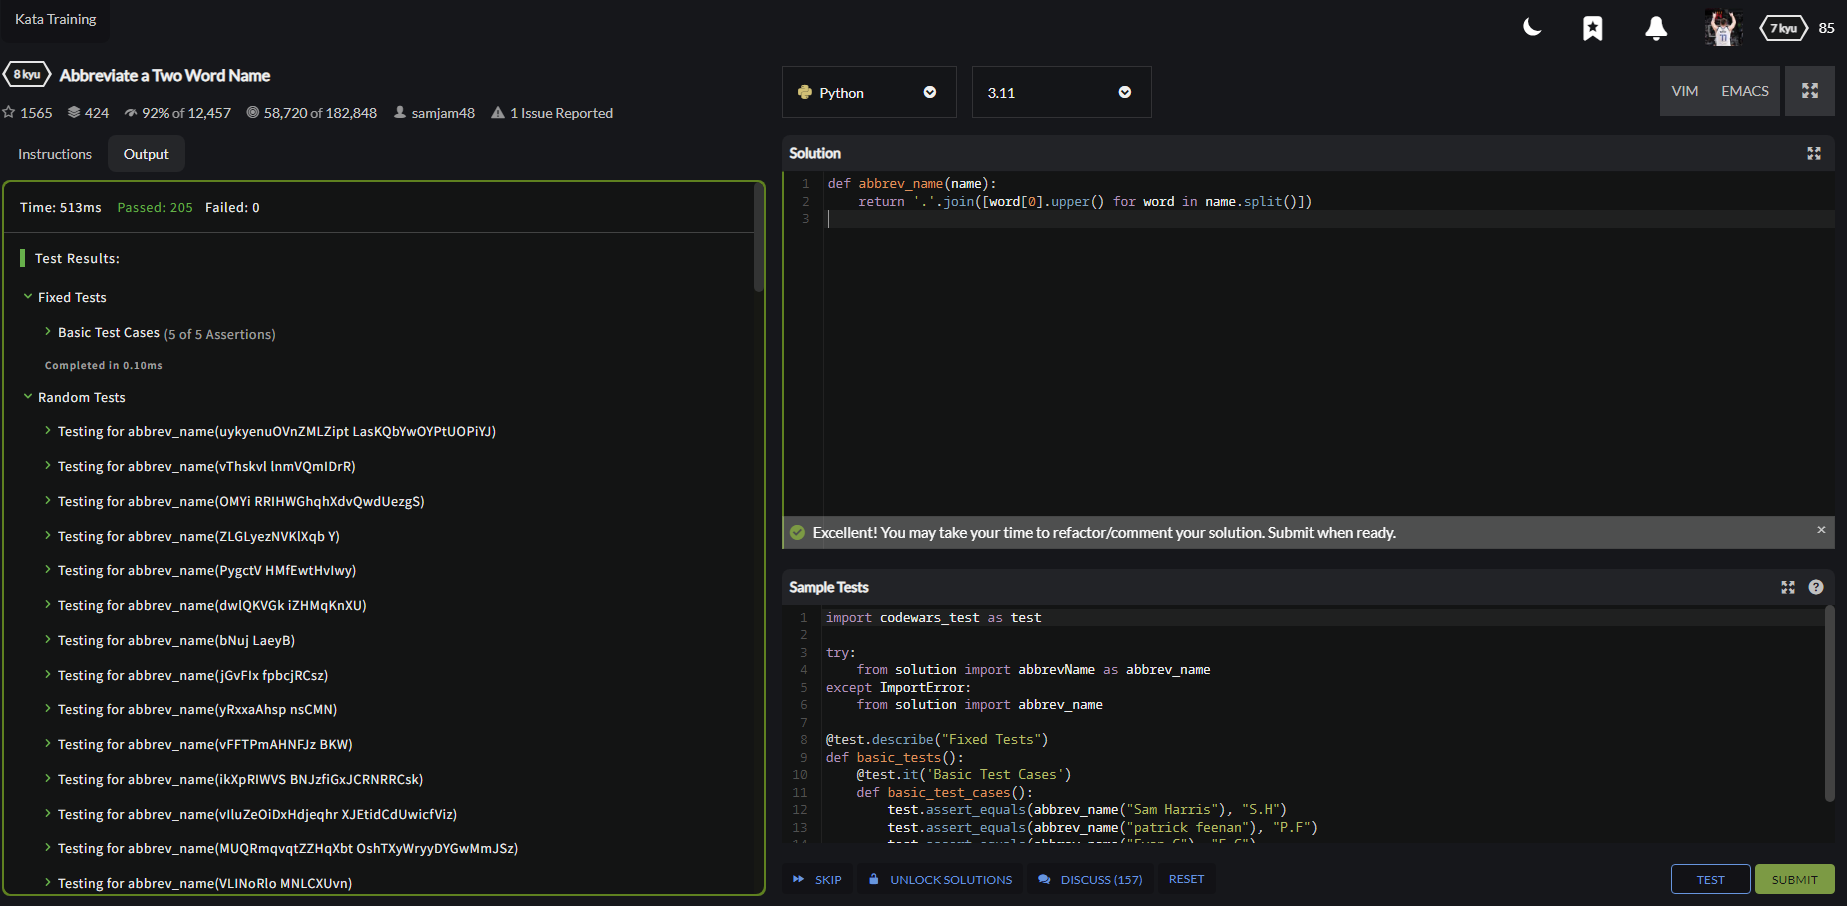 Kata Training
7 kyu 85
8 kyu Abbreviate a Two Word Name
1565 424 92% of 12,457 58,720 of 182,848 samjam48 1 Issue Reported
Instructions Output
Time: 513ms Passed: 205 Failed: 0
Test Results:
Fixed Tests
Basic Test Cases (5 of 5 Assertions)
Completed in 0.10ms
Random Tests
Testing for abbrev_name(uykyenuOVnZMLZipt LasKQbYwOYPtUOPiYJ)
Testing for abbrev_name(vThskvl lnmVQmIDrR)
Testing for abbrev_name(OMYi RRIHWGhqhXdvQwdUezgS)
Testing for abbrev_name(ZLGLyezNVKlXqb Y)
Testing for abbrev_name(PygctV HMfEwtHvIwy)
Testing for abbrev_name(dwlQKVGk iZHMqKnXU)
Testing for abbrev_name(bNuj LaeyB)
Testing for abbrev_name(jGvFIx fpbcjRCsz)
Testing for abbrev_name(yRxxaAhsp nsCMN)
Testing for abbrev_name(vFFTPmAHNFJz BKW)
Testing for abbrev_name(ikXpRIWVS BNJzfiGxJCRNRRCsk)
Testing for abbrev_name(vIluZeOiDxHdjeqhr XJEtidCdUwicfViz)
Testing for abbrev_name(MUQRmqvqtZZHqXbt OshTXyWryyDYGwMmJSz)
Testing for abbrev_name(VLINoRlo MNLCXUvn)
Python 3.11 VIM EMACS
Solution
1 def abbrev_name(name):
2 return '.'.join([word[0].upper() for word in name.split()])
3
Excellent! You may take your time to refactor/comment your solution. Submit when ready. ×
Sample Tests ?
1 import codewars_test as test
2
3 try:
4 from solution import abbrevName as abbrev_name
5 except ImportError:
6 from solution import abbrev_name
7
8 @test.describe("Fixed Tests")
9 def basic_tests():
10 @test.it('Basic Test Cases')
11 def basic_test_cases():
12 test.assert_equals(abbrev_name("Sam Harris"), "S.H")
13 test.assert_equals(abbrev_name("patrick feenan"), "P.F")
SKIP UNLOCK SOLUTIONS DISCUSS (157) RESET TEST SUBMIT